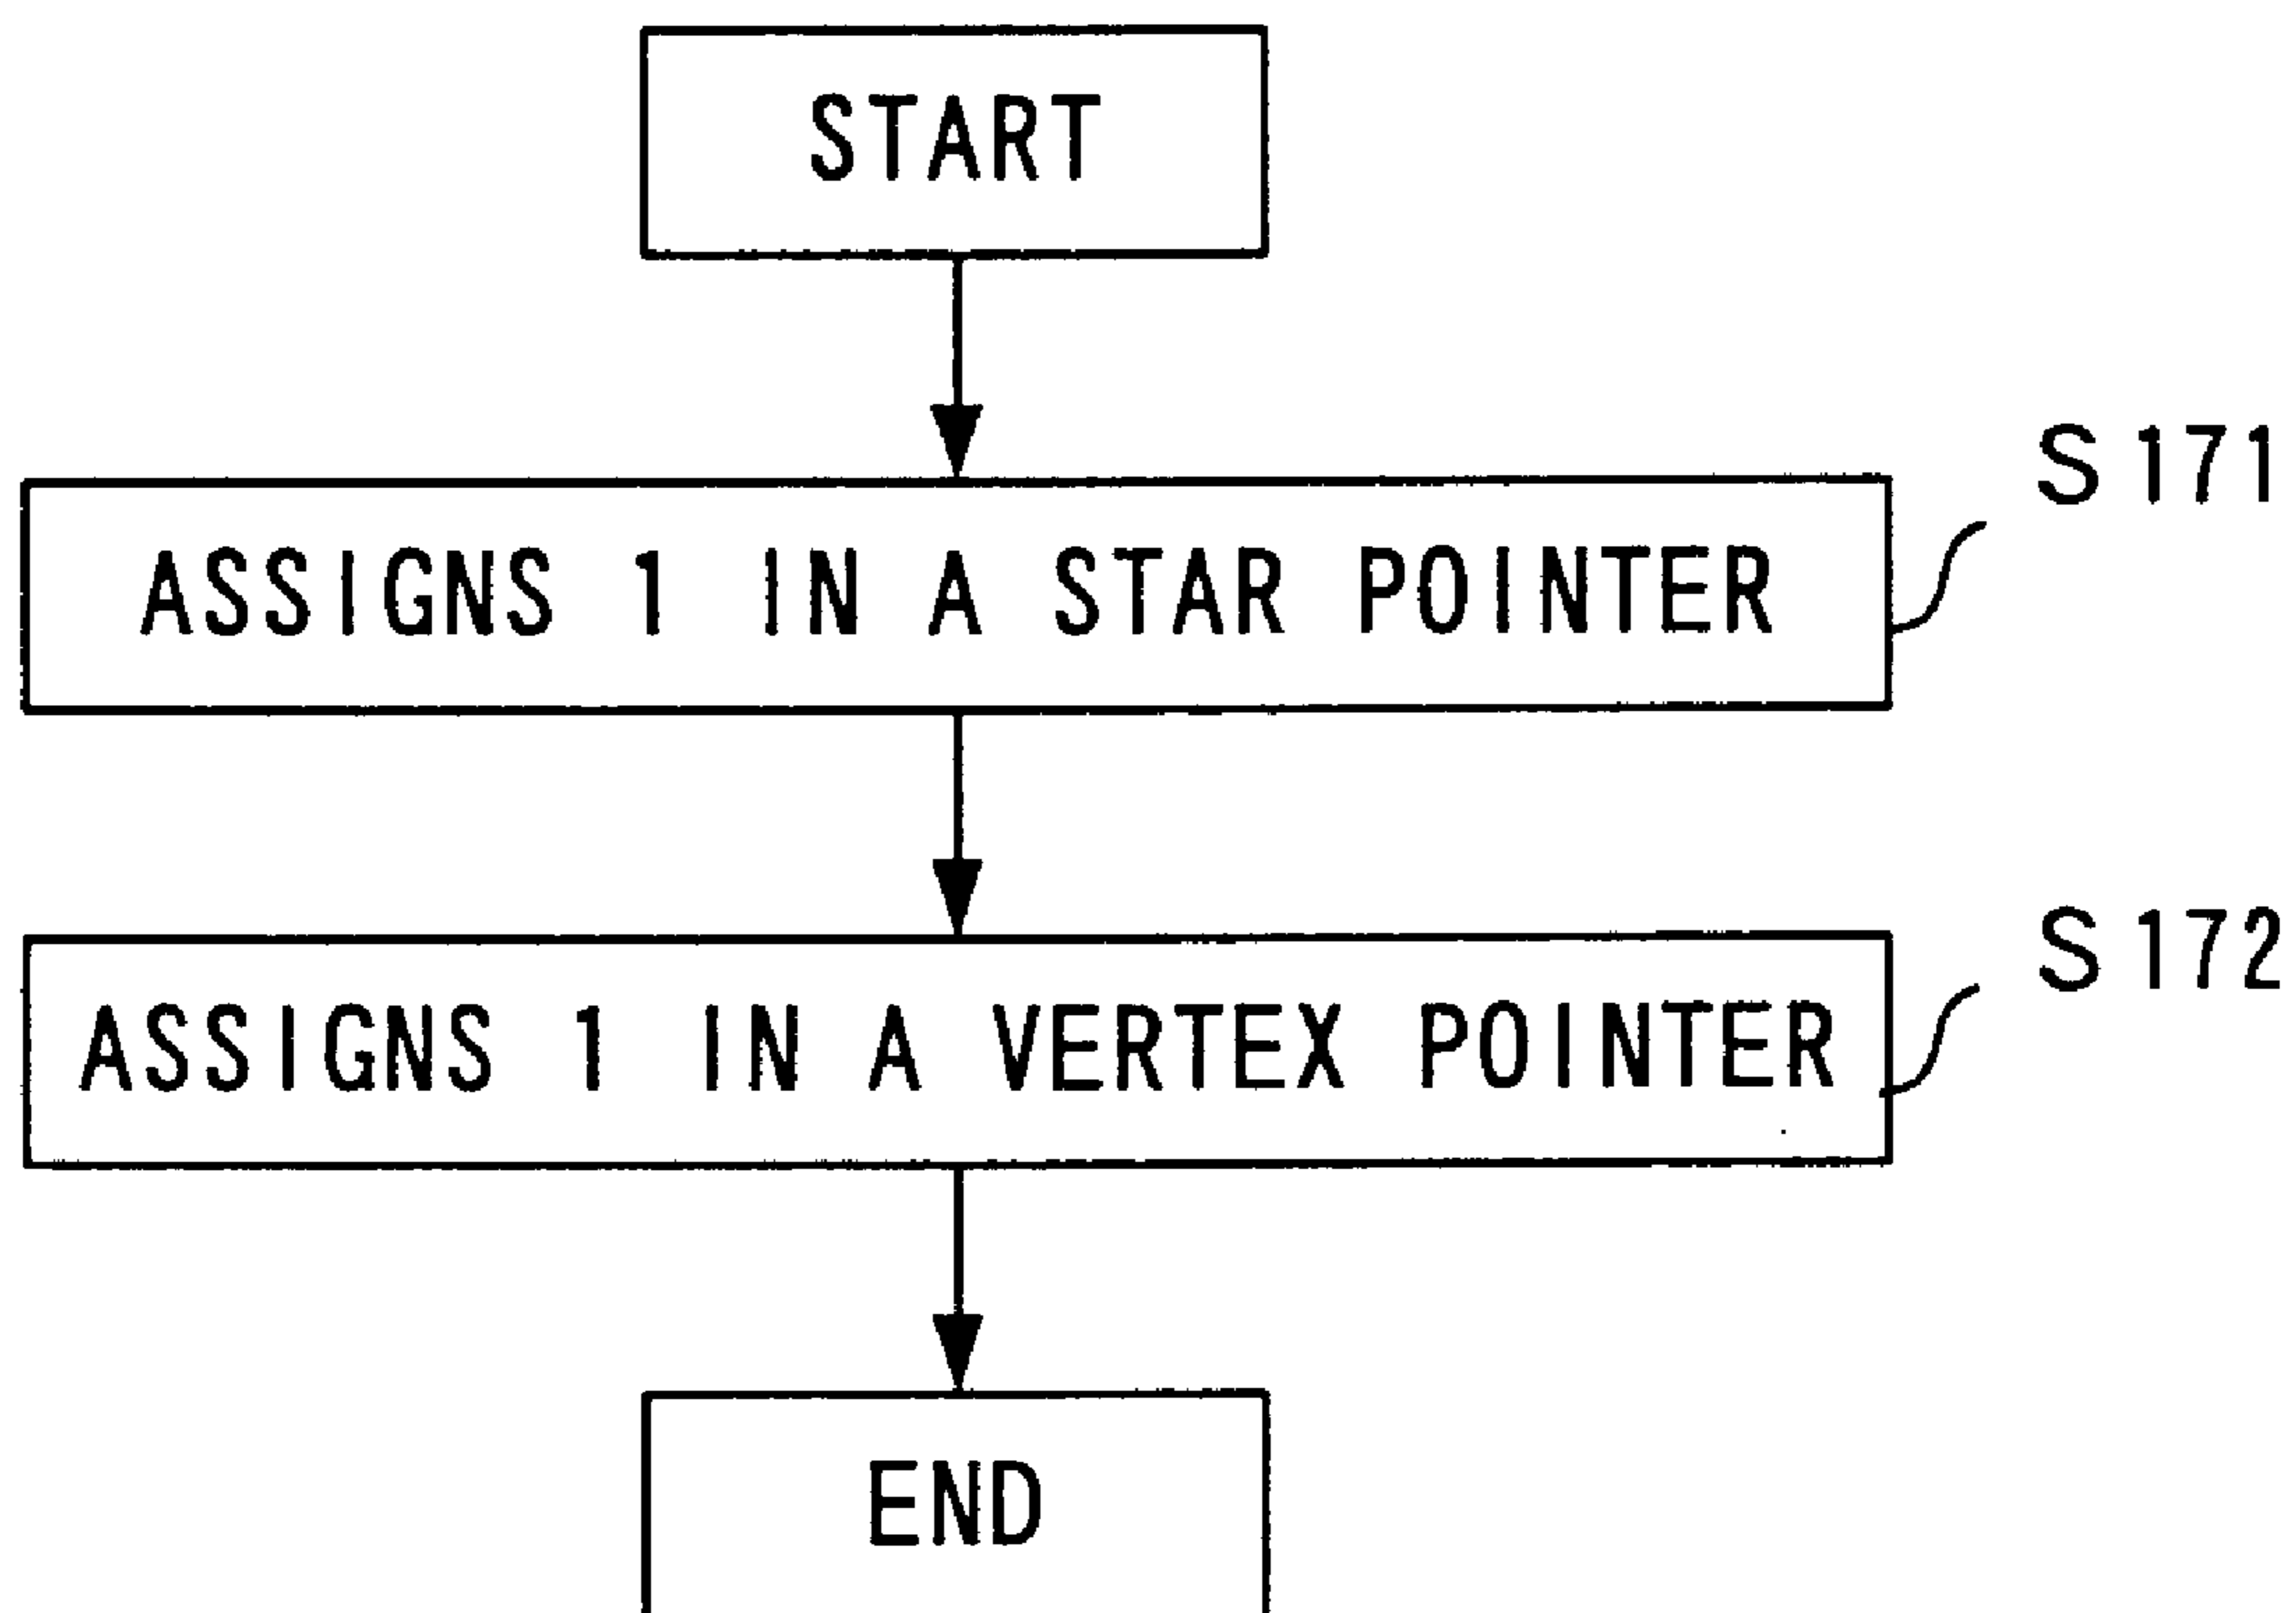 START
S171
ASSIGNS 1 IN A STAR POINTER
S172
ASSIGNS 1 IN A VERTEX POINTER
END